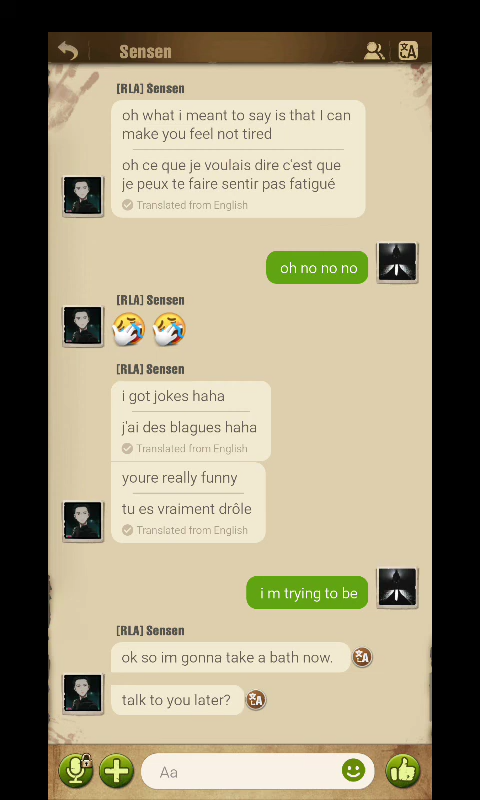 Sensen
[RLA] Sensen
oh what i meant to say is that I can
make you feel not tired
oh ce que je voulais dire c'est que
je peux te faire sentir pas fatigué
Translated from English
oh no no no
[RLA] Sensen
[RLA] Sensen
i got jokes haha
j'ai des blagues haha
Translated from English
youre really funny
tu es vraiment drôle
Translated from English
i m trying to be
[RLA] Sensen
ok so im gonna take a bath now.
talk to you later?
Aa